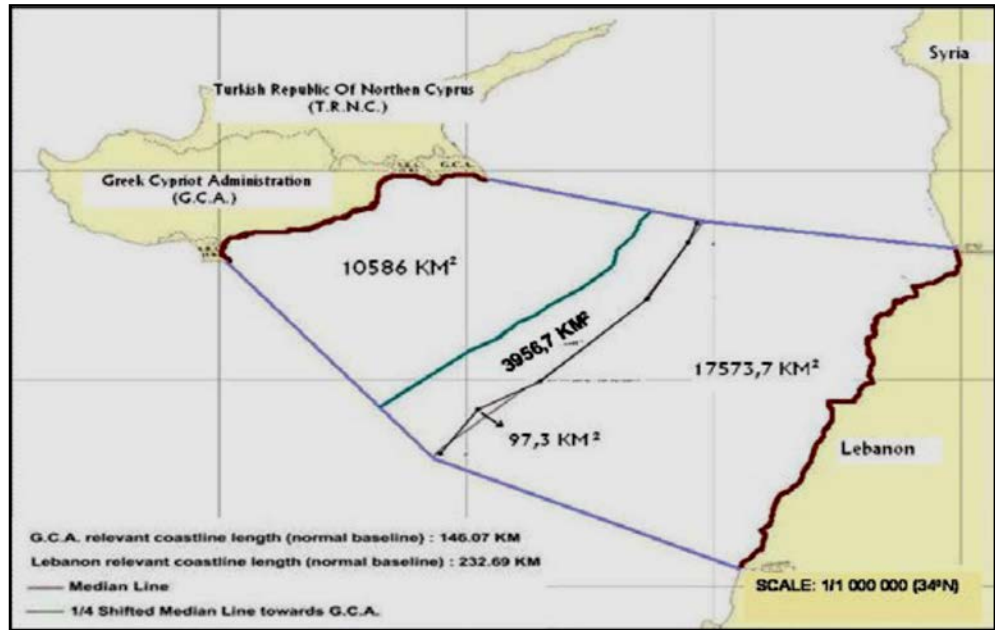 Syria
Turkish Republic Of Northen Cyprus
(T.R.N.C.)
G.C.A.
Greek Cypriot Administration
(G.C.A.)
10586 KM²
3956,7 KM²
17573,7 KM²
97,3 KM²
Lebanon
G.C.A. relevant coastline length (normal baseline) : 146.07 KM
Lebanon relevant coastline length (normal baseline) : 232.69 KM
Median Line
1/4 Shifted Median Line towards G.C.A.
SCALE: 1/1 000 000 (34ºN)